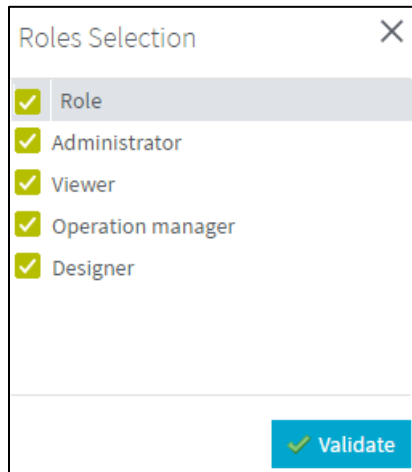 Roles Selection
Role
Administrator
Viewer
Operation manager
Designer
Validate